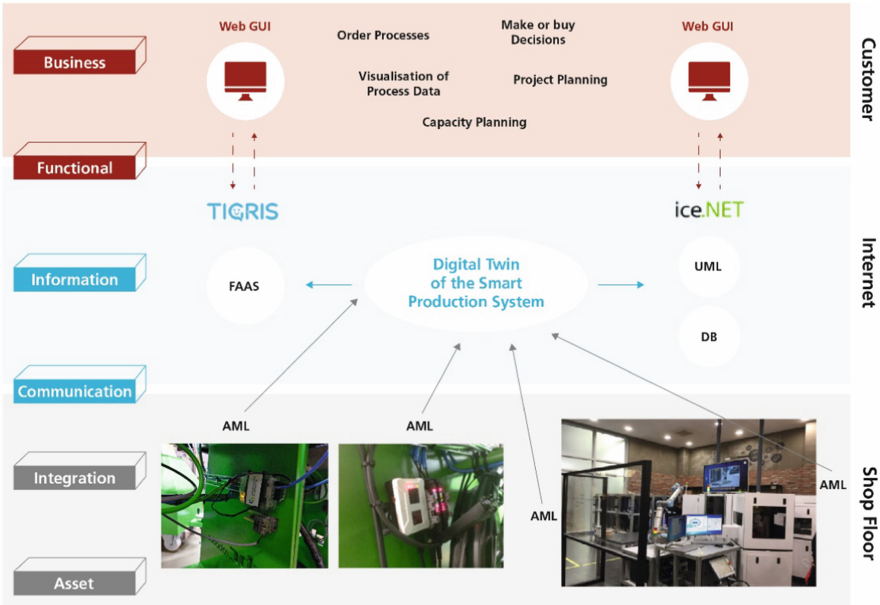 Web GUI
Order Processes
Make or buy
Decisions
Web GUI
Business
Visualisation of
Process Data
Project Planning
Capacity Planning
Customer
Functional
TIGRIS
ice.NET
Information
FAAS
Digital Twin
of the Smart
Production System
UML
DB
Internet
Communication
AML
AML
Integration
AML
AML
Shop Floor
Asset